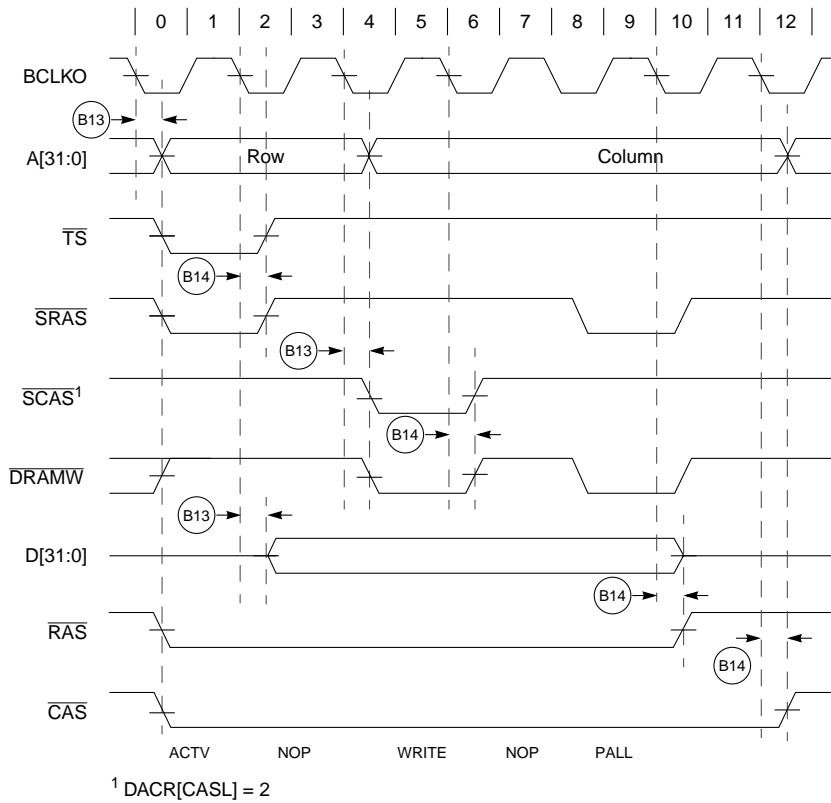 0 1 2 3 4 5 6 7 8 9 10 11 12
BCLKO
B13
A[31:0] Row Column
TS
B14
SRAS
B13
SCAS1
B14
DRAMW
B13
D[31:0]
B14
RAS
B14
CAS
ACTV NOP WRITE NOP PALL
1 DACR[CASL] = 2